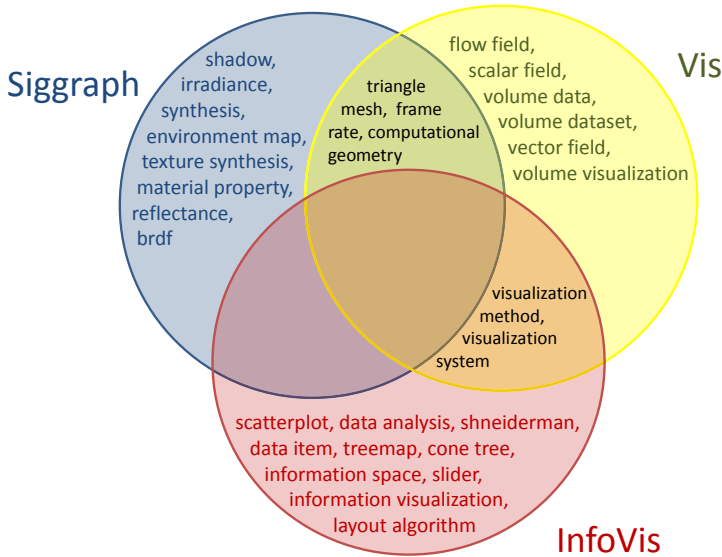 Siggraph
shadow,
irradiance,
synthesis,
environment map,
texture synthesis,
material property,
reflectance,
brdf
triangle
mesh, frame
rate, computational
geometry
flow field,
scalar field,
volume data,
volume dataset,
vector field,
volume visualization
Vis
visualization
method,
visualization
system
scatterplot, data analysis, shneiderman,
data item, treemap, cone tree,
information space, slider,
information visualization,
layout algorithm
InfoVis